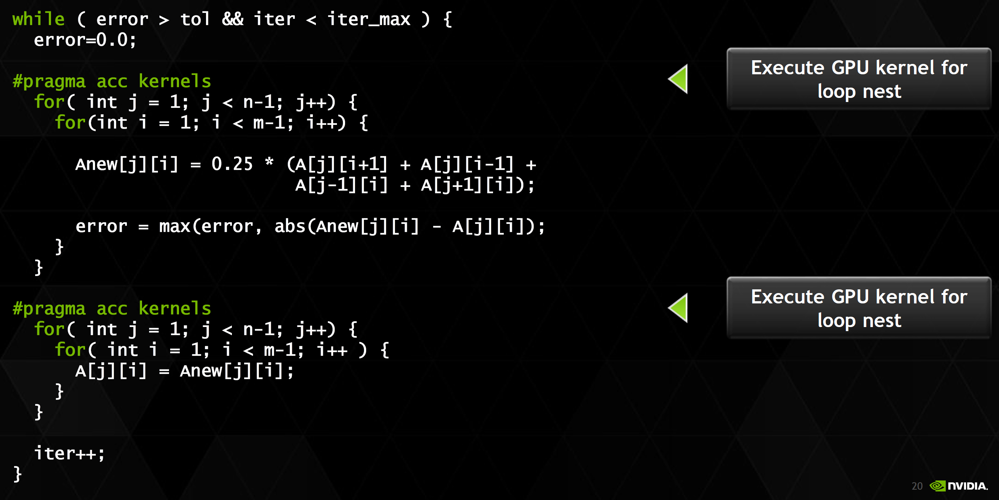 while ( error > tol && iter < iter_max ) {
  error=0.0;
#pragma acc kernels
  for( int j = 1; j < n-1; j++) {
    for(int i = 1; i < m-1; i++) {
      Anew[j][i] = 0.25 * (A[j][i+1] + A[j][i-1] +
                           A[j-1][i] + A[j+1][i]);
      error = max(error, abs(Anew[j][i] - A[j][i]);
    }
  }
#pragma acc kernels
  for( int j = 1; j < n-1; j++) {
    for( int i = 1; i < m-1; i++ ) {
      A[j][i] = Anew[j][i];
    }
  }
  iter++;
}
Execute GPU kernel for
loop nest
Execute GPU kernel for
loop nest
20 NVIDIA.